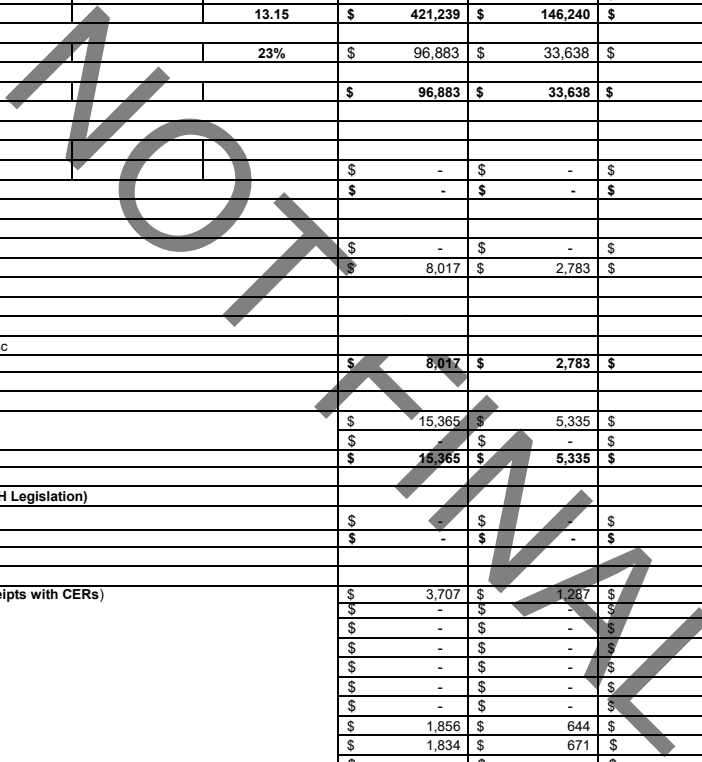 13.15 $ 421,239 $ 146,240 $
23% $ 96,883 $ 33,638 $
$ 96,883 $ 33,638 $
$ - $ - $
$ - $ - $
$ - $ - $
$ 8,017 $ 2,783 $
c
$ 8,017 $ 2,783 $
$ 15,365 $ 5,335 $
$ - $ - $
$ 15,365 $ 5,335 $
H Legislation)
$ - $ - $
$ - $ - $
eipts with CERs) $ 3,707 $ 1,287 $
$ - $ - $
$ - $ - $
$ - $ - $
$ - $ - $
$ - $ - $
$ - $ - $
$ 1,856 $ 644 $
$ 1,834 $ 671 $
NOT FINAL